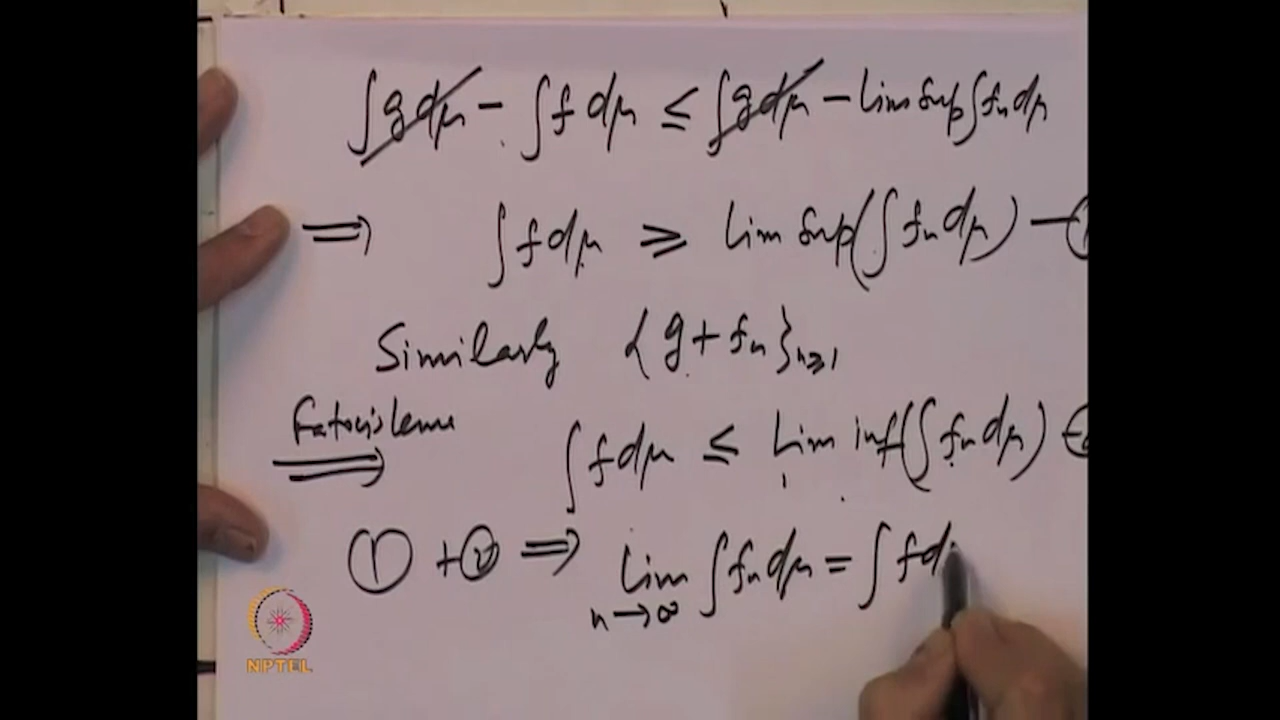 ∫g dμ − ∫f dμ ≤ ∫g dμ − lim sup ∫fn dμ
⟹ ∫f dμ ≥ lim sup (∫fn dμ) — ①
Similarly {g + fn}n≥1
Fatou's lemma
⟹ ∫f dμ ≤ lim inf (∫fn dμ)
① + ② ⟹ lim n→∞ ∫fn dμ = ∫f d
NPTEL